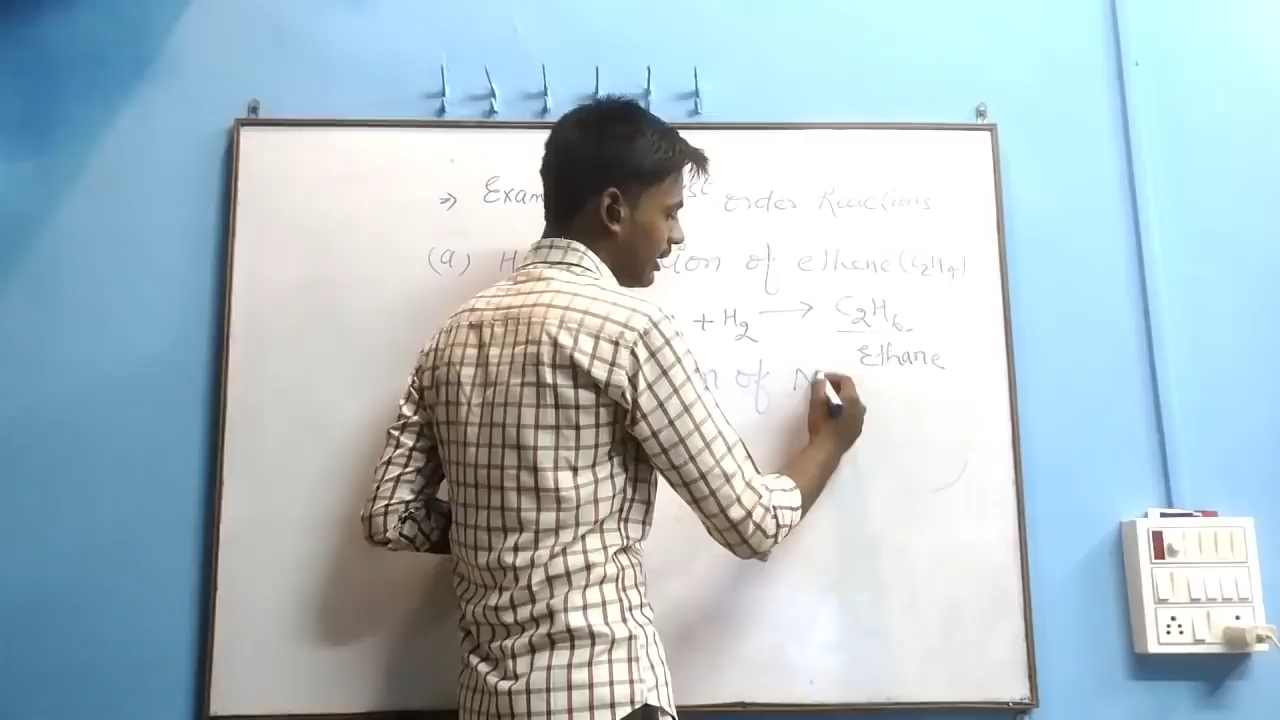 ⇒ Exam st order Reactions
(a) H ion of ethene (C₂H₄)
+ H₂ ⟶ C₂H₆.
Ethane
n of N